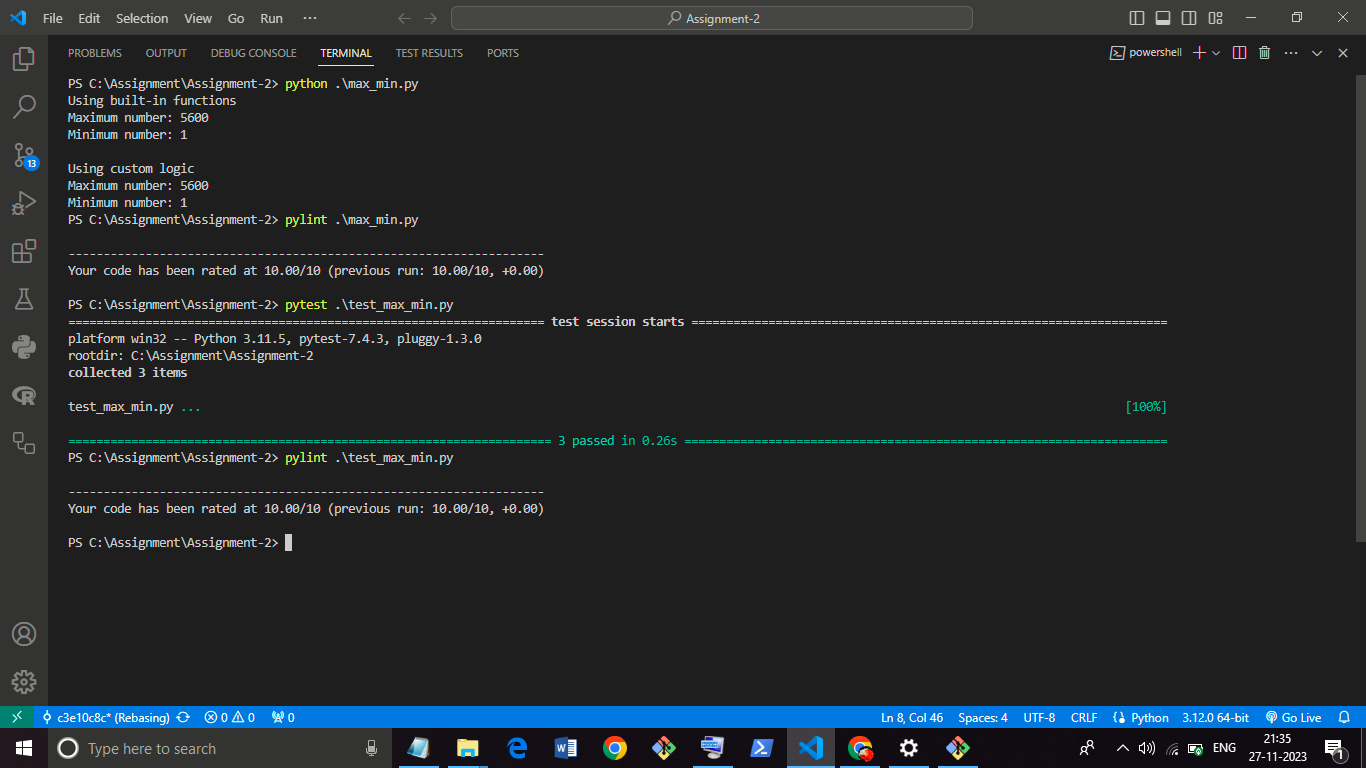 File Edit Selection View Go Run ··· Assignment-2
PROBLEMS OUTPUT DEBUG CONSOLE TERMINAL TEST RESULTS PORTS powershell
PS C:\Assignment\Assignment-2> python .\max_min.py
Using built-in functions
Maximum number: 5600
Minimum number: 1
Using custom logic
Maximum number: 5600
Minimum number: 1
PS C:\Assignment\Assignment-2> pylint .\max_min.py
--------------------------------------------------------------------
Your code has been rated at 10.00/10 (previous run: 10.00/10, +0.00)
PS C:\Assignment\Assignment-2> pytest .\test_max_min.py
==================================================================== test session starts ====================================================================
platform win32 -- Python 3.11.5, pytest-7.4.3, pluggy-1.3.0
rootdir: C:\Assignment\Assignment-2
collected 3 items
test_max_min.py ... [100%]
===================================================================== 3 passed in 0.26s =====================================================================
PS C:\Assignment\Assignment-2> pylint .\test_max_min.py
--------------------------------------------------------------------
Your code has been rated at 10.00/10 (previous run: 10.00/10, +0.00)
PS C:\Assignment\Assignment-2>
13
c3e10c8c* (Rebasing) 0 0 0 Ln 8, Col 46 Spaces: 4 UTF-8 CRLF Python 3.12.0 64-bit Go Live
Type here to search ENG 21:35
27-11-2023 1